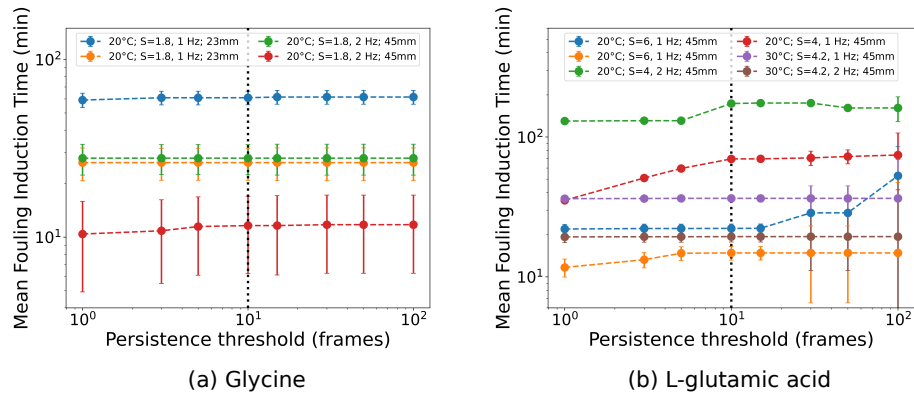 20°C; S=1.8, 1 Hz; 23mm
20°C; S=1.8, 1 Hz; 23mm
20°C; S=1.8, 2 Hz; 45mm
20°C; S=1.8, 2 Hz; 45mm
Mean Fouling Induction Time (min)
10²
10¹
10⁰ 10¹ 10²
Persistence threshold (frames)
(a) Glycine
20°C; S=6, 1 Hz; 45mm
20°C; S=6, 1 Hz; 45mm
20°C; S=4, 2 Hz; 45mm
20°C; S=4, 1 Hz; 45mm
30°C; S=4.2, 1 Hz; 45mm
30°C; S=4.2, 2 Hz; 45mm
Mean Fouling Induction Time (min)
10²
10¹
10⁰ 10¹ 10²
Persistence threshold (frames)
(b) L-glutamic acid